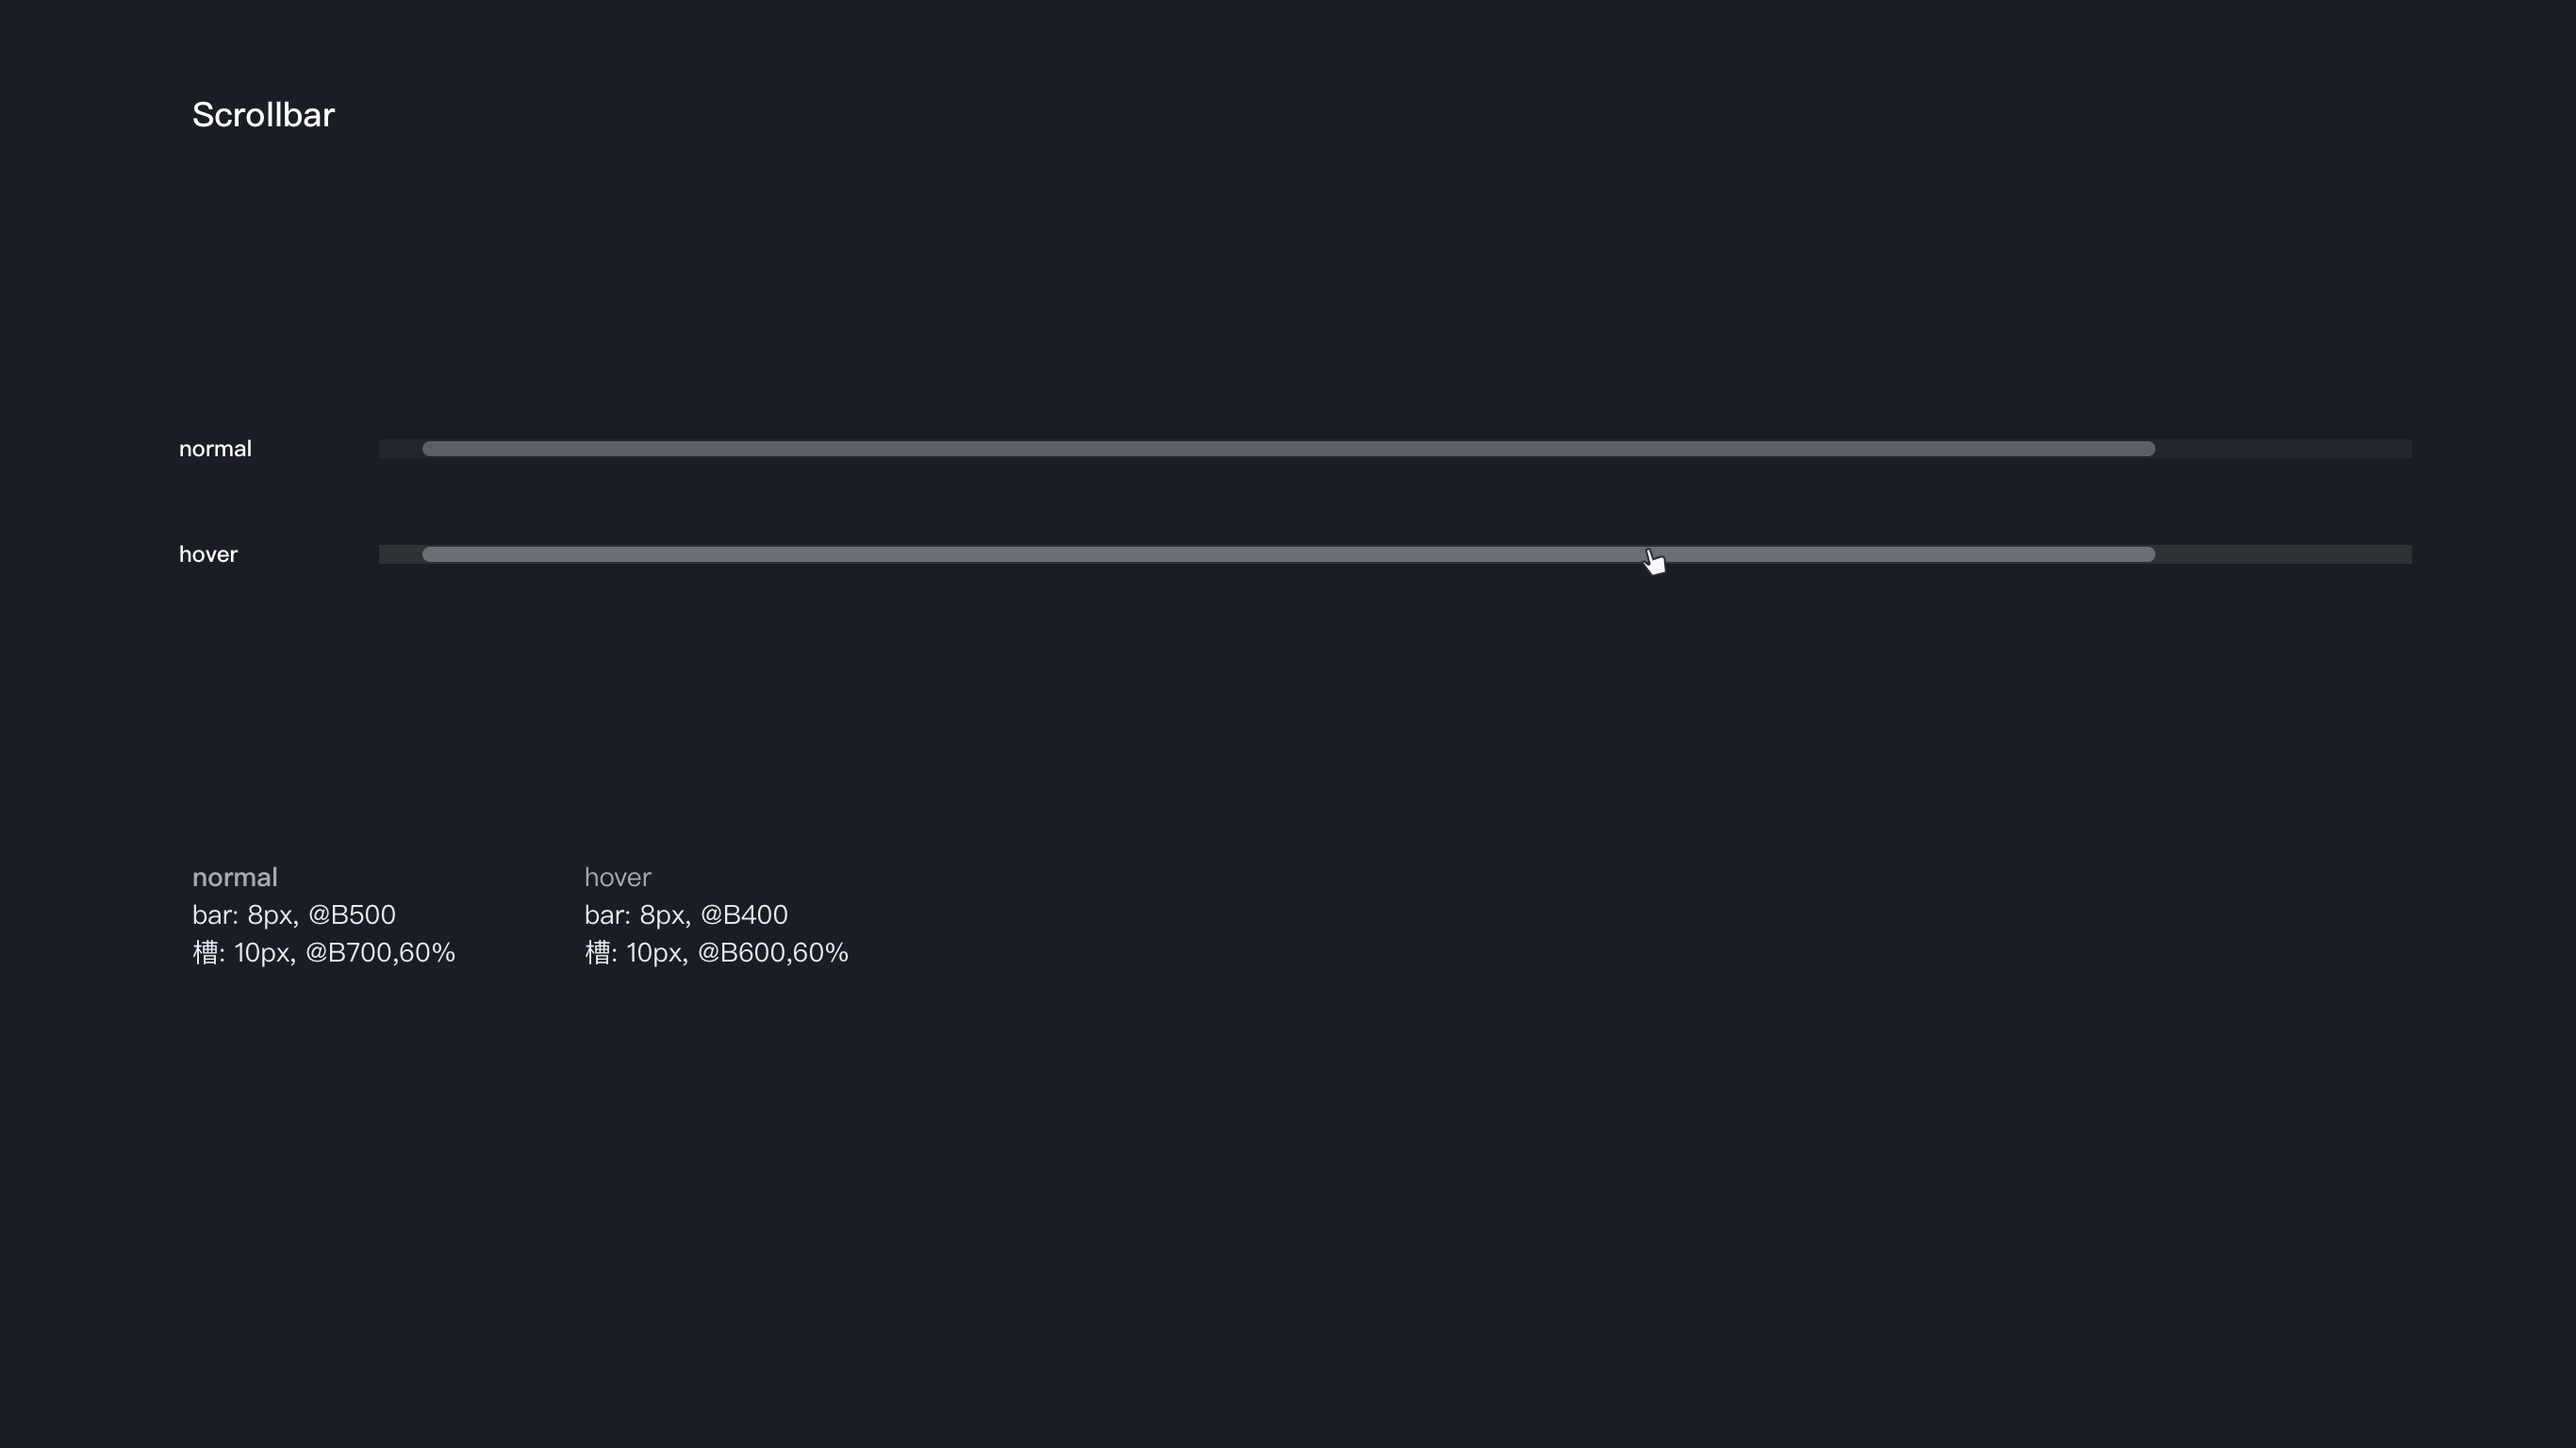 Scrollbar
normal
hover
normal
bar: 8px, @B500
槽: 10px, @B700,60%
hover
bar: 8px, @B400
槽: 10px, @B600,60%